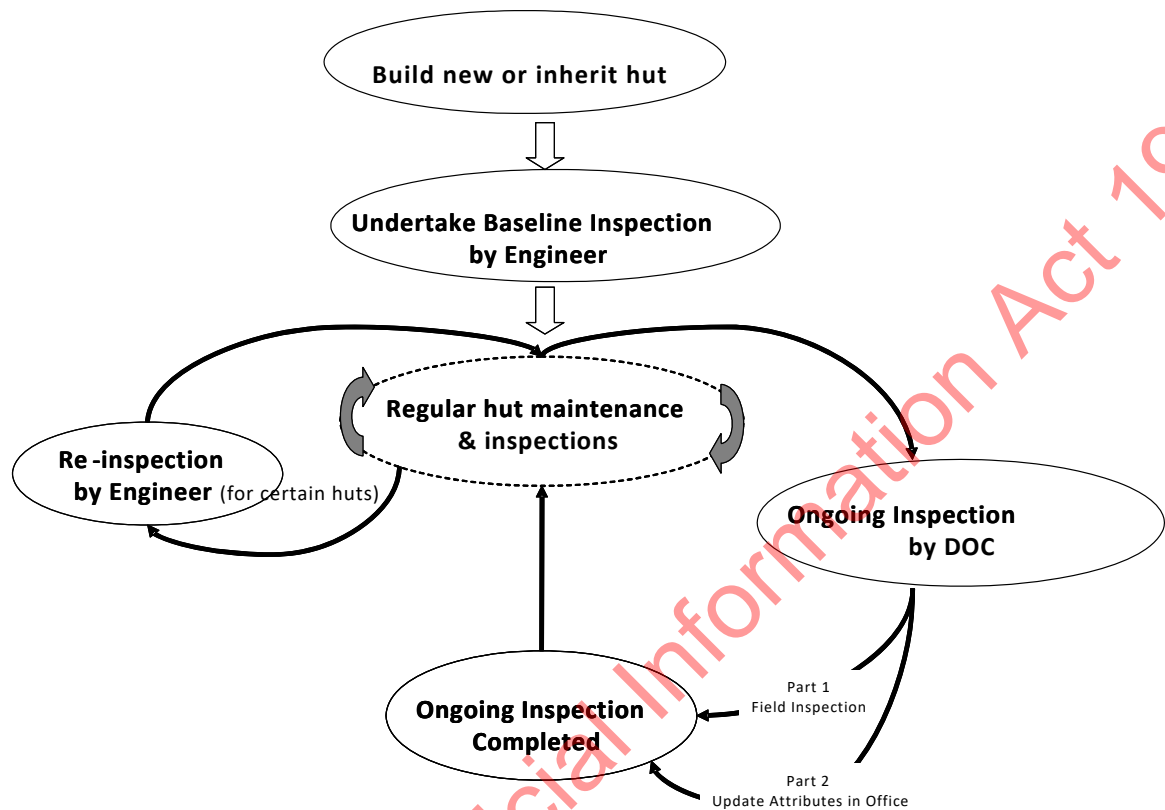 Build new or inherit hut
Undertake Baseline Inspection
by Engineer
Regular hut maintenance
& inspections
Re-inspection
by Engineer (for certain huts)
Ongoing Inspection
by DOC
Part 1
Field Inspection
Ongoing Inspection
Completed
Part 2
Update Attributes in Office
Information Act